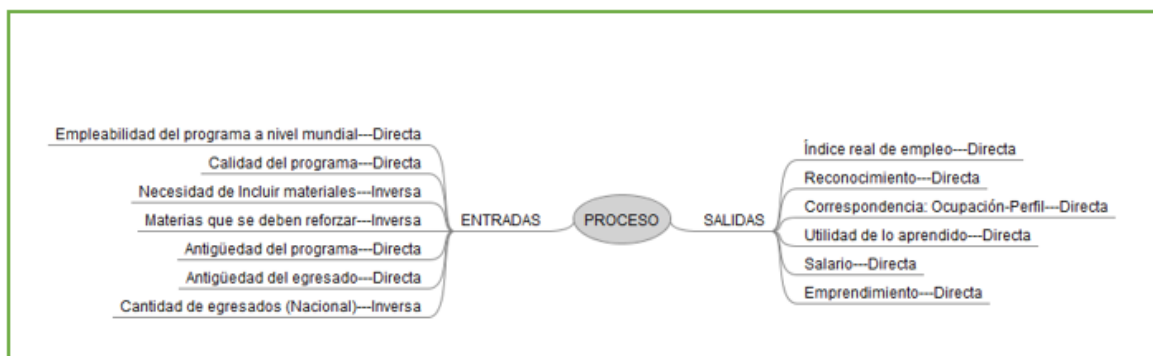 Empleabilidad del programa a nivel mundial---Directa
Calidad del programa---Directa
Necesidad de Incluir materiales---Inversa
Materias que se deben reforzar---Inversa
Antigüedad del programa---Directa
Antigüedad del egresado---Directa
Cantidad de egresados (Nacional)---Inversa
ENTRADAS
PROCESO
SALIDAS
Índice real de empleo---Directa
Reconocimiento---Directa
Correspondencia: Ocupación-Perfil---Directa
Utilidad de lo aprendido---Directa
Salario---Directa
Emprendimiento---Directa